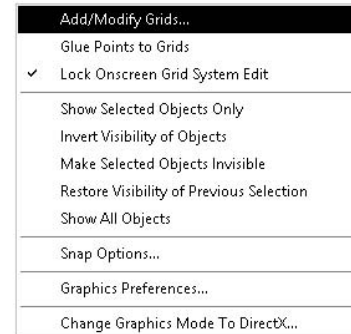 Add/Modify Grids...
Glue Points to Grids
✓ Lock Onscreen Grid System Edit
Show Selected Objects Only
Invert Visibility of Objects
Make Selected Objects Invisible
Restore Visibility of Previous Selection
Show All Objects
Snap Options...
Graphics Preferences...
Change Graphics Mode To DirectX...